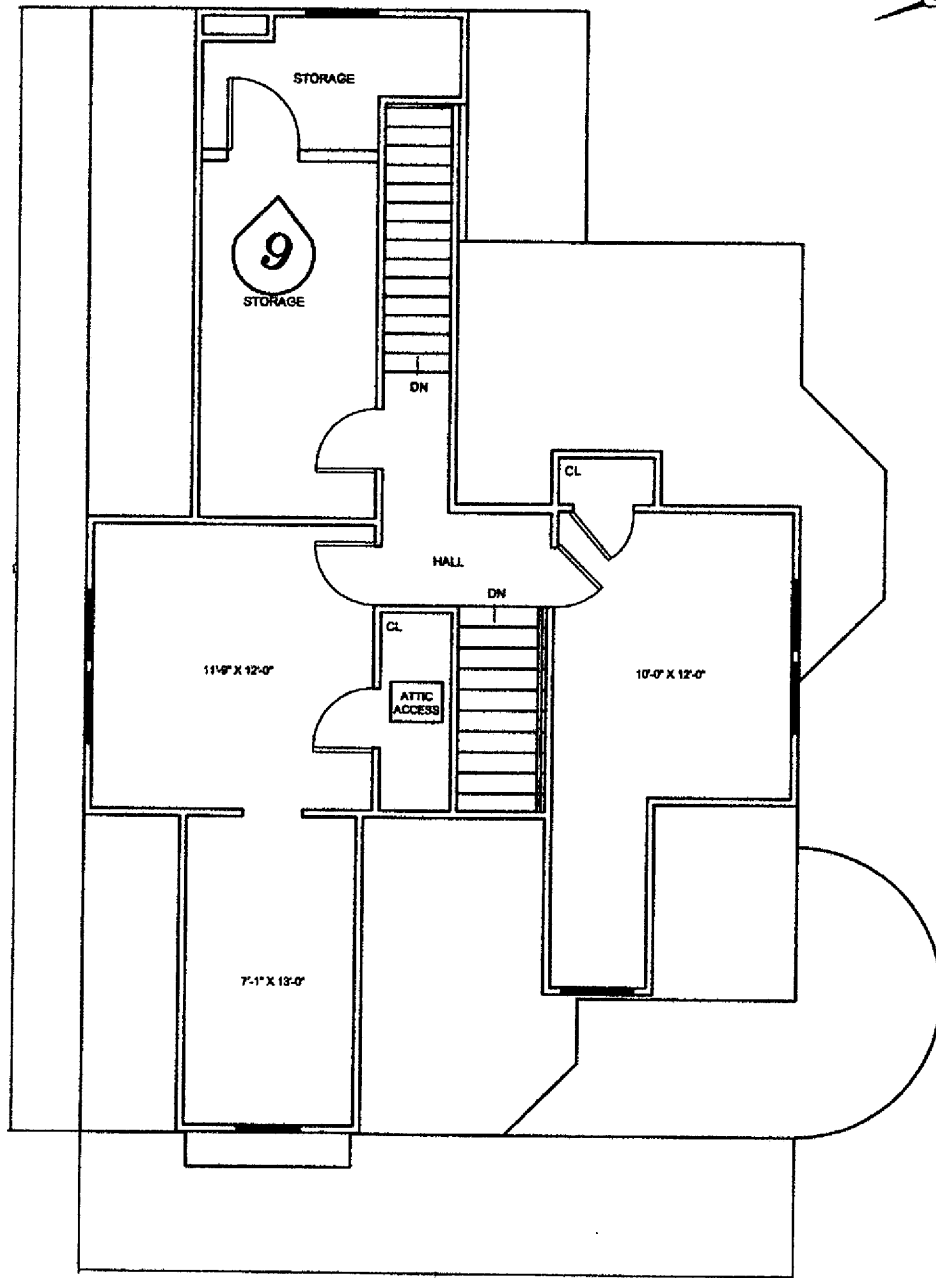 STORAGE
9
STORAGE
DN
CL
HALL
DN
CL
11'-9" X 12'-0"
10'-0" X 12'-0"
ATTIC
ACCESS
7'-1" X 13'-0"